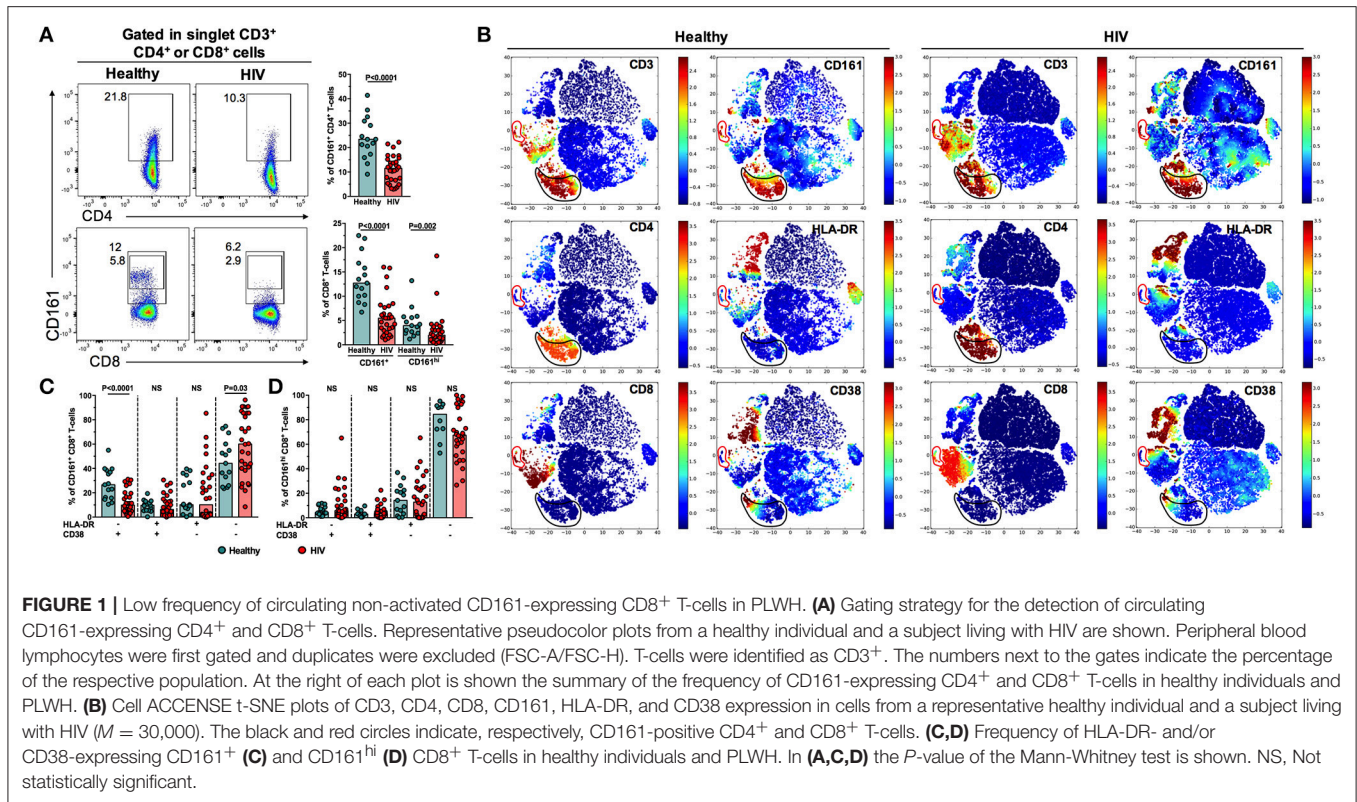 A
Gated in singlet CD3+
CD4+ or CD8+ cells
Healthy HIV
21.8
10.3
CD161
CD4
12
5.8
6.2
2.9
CD8
P<0.0001
% of CD161+ CD4+ T-cells
Healthy HIV
P<0.0001 P=0.002
% of CD8+ T-cells
Healthy HIV Healthy HIV
CD161+ CD161hi
B
Healthy HIV
CD3 CD161 CD3 CD161
CD4 HLA-DR CD4 HLA-DR
CD8 CD38 CD8 CD38
C
P<0.0001 NS NS P=0.03
% of CD161+ CD8+ T-cells
HLA-DR - + + -
CD38 + + - -
D
NS NS NS NS
% of CD161hi CD8+ T-cells
HLA-DR - + + -
CD38 + + - -
Healthy HIV
FIGURE 1 | Low frequency of circulating non-activated CD161-expressing CD8+ T-cells in PLWH. (A) Gating strategy for the detection of circulating
CD161-expressing CD4+ and CD8+ T-cells. Representative pseudocolor plots from a healthy individual and a subject living with HIV are shown. Peripheral blood
lymphocytes were first gated and duplicates were excluded (FSC-A/FSC-H). T-cells were identified as CD3+. The numbers next to the gates indicate the percentage
of the respective population. At the right of each plot is shown the summary of the frequency of CD161-expressing CD4+ and CD8+ T-cells in healthy individuals and
PLWH. (B) Cell ACCENSE t-SNE plots of CD3, CD4, CD8, CD161, HLA-DR, and CD38 expression in cells from a representative healthy individual and a subject living
with HIV (M = 30,000). The black and red circles indicate, respectively, CD161-positive CD4+ and CD8+ T-cells. (C,D) Frequency of HLA-DR- and/or
CD38-expressing CD161+ (C) and CD161hi (D) CD8+ T-cells in healthy individuals and PLWH. In (A,C,D) the P-value of the Mann-Whitney test is shown. NS, Not
statistically significant.